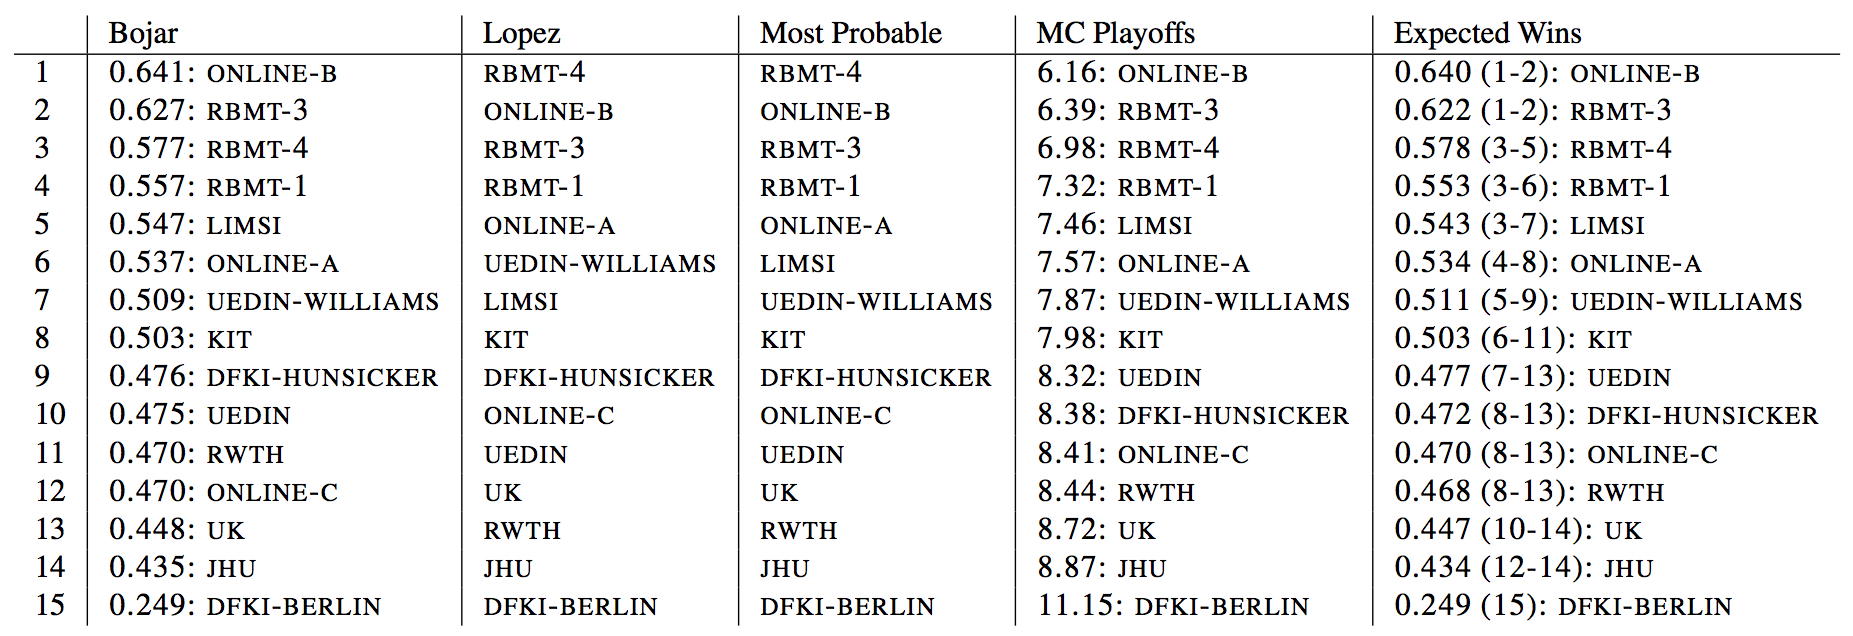 Bojar Lopez Most Probable MC Playoffs Expected Wins
1 0.641: ONLINE-B RBMT-4 RBMT-4 6.16: ONLINE-B 0.640 (1-2): ONLINE-B
2 0.627: RBMT-3 ONLINE-B ONLINE-B 6.39: RBMT-3 0.622 (1-2): RBMT-3
3 0.577: RBMT-4 RBMT-3 RBMT-3 6.98: RBMT-4 0.578 (3-5): RBMT-4
4 0.557: RBMT-1 RBMT-1 RBMT-1 7.32: RBMT-1 0.553 (3-6): RBMT-1
5 0.547: LIMSI ONLINE-A ONLINE-A 7.46: LIMSI 0.543 (3-7): LIMSI
6 0.537: ONLINE-A UEDIN-WILLIAMS LIMSI 7.57: ONLINE-A 0.534 (4-8): ONLINE-A
7 0.509: UEDIN-WILLIAMS LIMSI UEDIN-WILLIAMS 7.87: UEDIN-WILLIAMS 0.511 (5-9): UEDIN-WILLIAMS
8 0.503: KIT KIT KIT 7.98: KIT 0.503 (6-11): KIT
9 0.476: DFKI-HUNSICKER DFKI-HUNSICKER DFKI-HUNSICKER 8.32: UEDIN 0.477 (7-13): UEDIN
10 0.475: UEDIN ONLINE-C ONLINE-C 8.38: DFKI-HUNSICKER 0.472 (8-13): DFKI-HUNSICKER
11 0.470: RWTH UEDIN UEDIN 8.41: ONLINE-C 0.470 (8-13): ONLINE-C
12 0.470: ONLINE-C UK UK 8.44: RWTH 0.468 (8-13): RWTH
13 0.448: UK RWTH RWTH 8.72: UK 0.447 (10-14): UK
14 0.435: JHU JHU JHU 8.87: JHU 0.434 (12-14): JHU
15 0.249: DFKI-BERLIN DFKI-BERLIN DFKI-BERLIN 11.15: DFKI-BERLIN 0.249 (15): DFKI-BERLIN